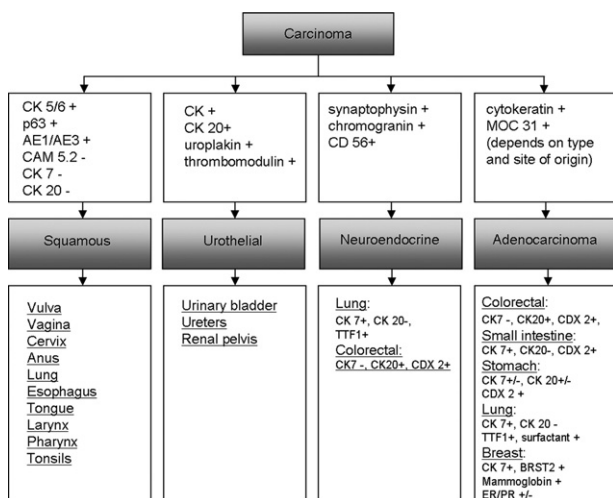 Carcinoma
CK 5/6 +
p63 +
AE1/AE3 +
CAM 5.2 -
CK 7 -
CK 20 -
CK +
CK 20+
uroplakin +
thrombomodulin +
synaptophysin +
chromogranin +
CD 56+
cytokeratin +
MOC 31 +
(depends on type
and site of origin)
Squamous
Urothelial
Neuroendocrine
Adenocarcinoma
Vulva
Vagina
Cervix
Anus
Lung
Esophagus
Tongue
Larynx
Pharynx
Tonsils
Urinary bladder
Ureters
Renal pelvis
Lung:
CK 7+, CK 20-,
TTF1+
Colorectal:
CK7 -, CK20+, CDX 2+
Colorectal:
CK7 -, CK20+, CDX 2+,
Small intestine:
CK 7+, CK20-, CDX 2+
Stomach:
CK 7+/-, CK 20+/-
CDX 2 +
Lung:
CK 7+, CK 20 -
TTF1+, surfactant +
Breast:
CK 7+, BRST2 +
Mammoglobin +
ER/PR +/-